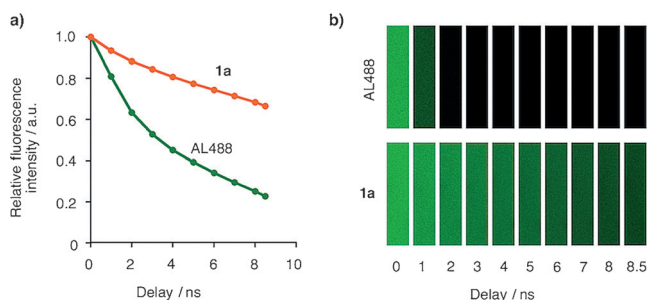 a)
Relative fluorescence
intensity / a.u.
1.0
0.8
0.6
0.4
0.2
0
0 2 4 6 8 10
Delay / ns
1a
AL488
b)
AL488
1a
0 1 2 3 4 5 6 7 8 8.5
Delay / ns